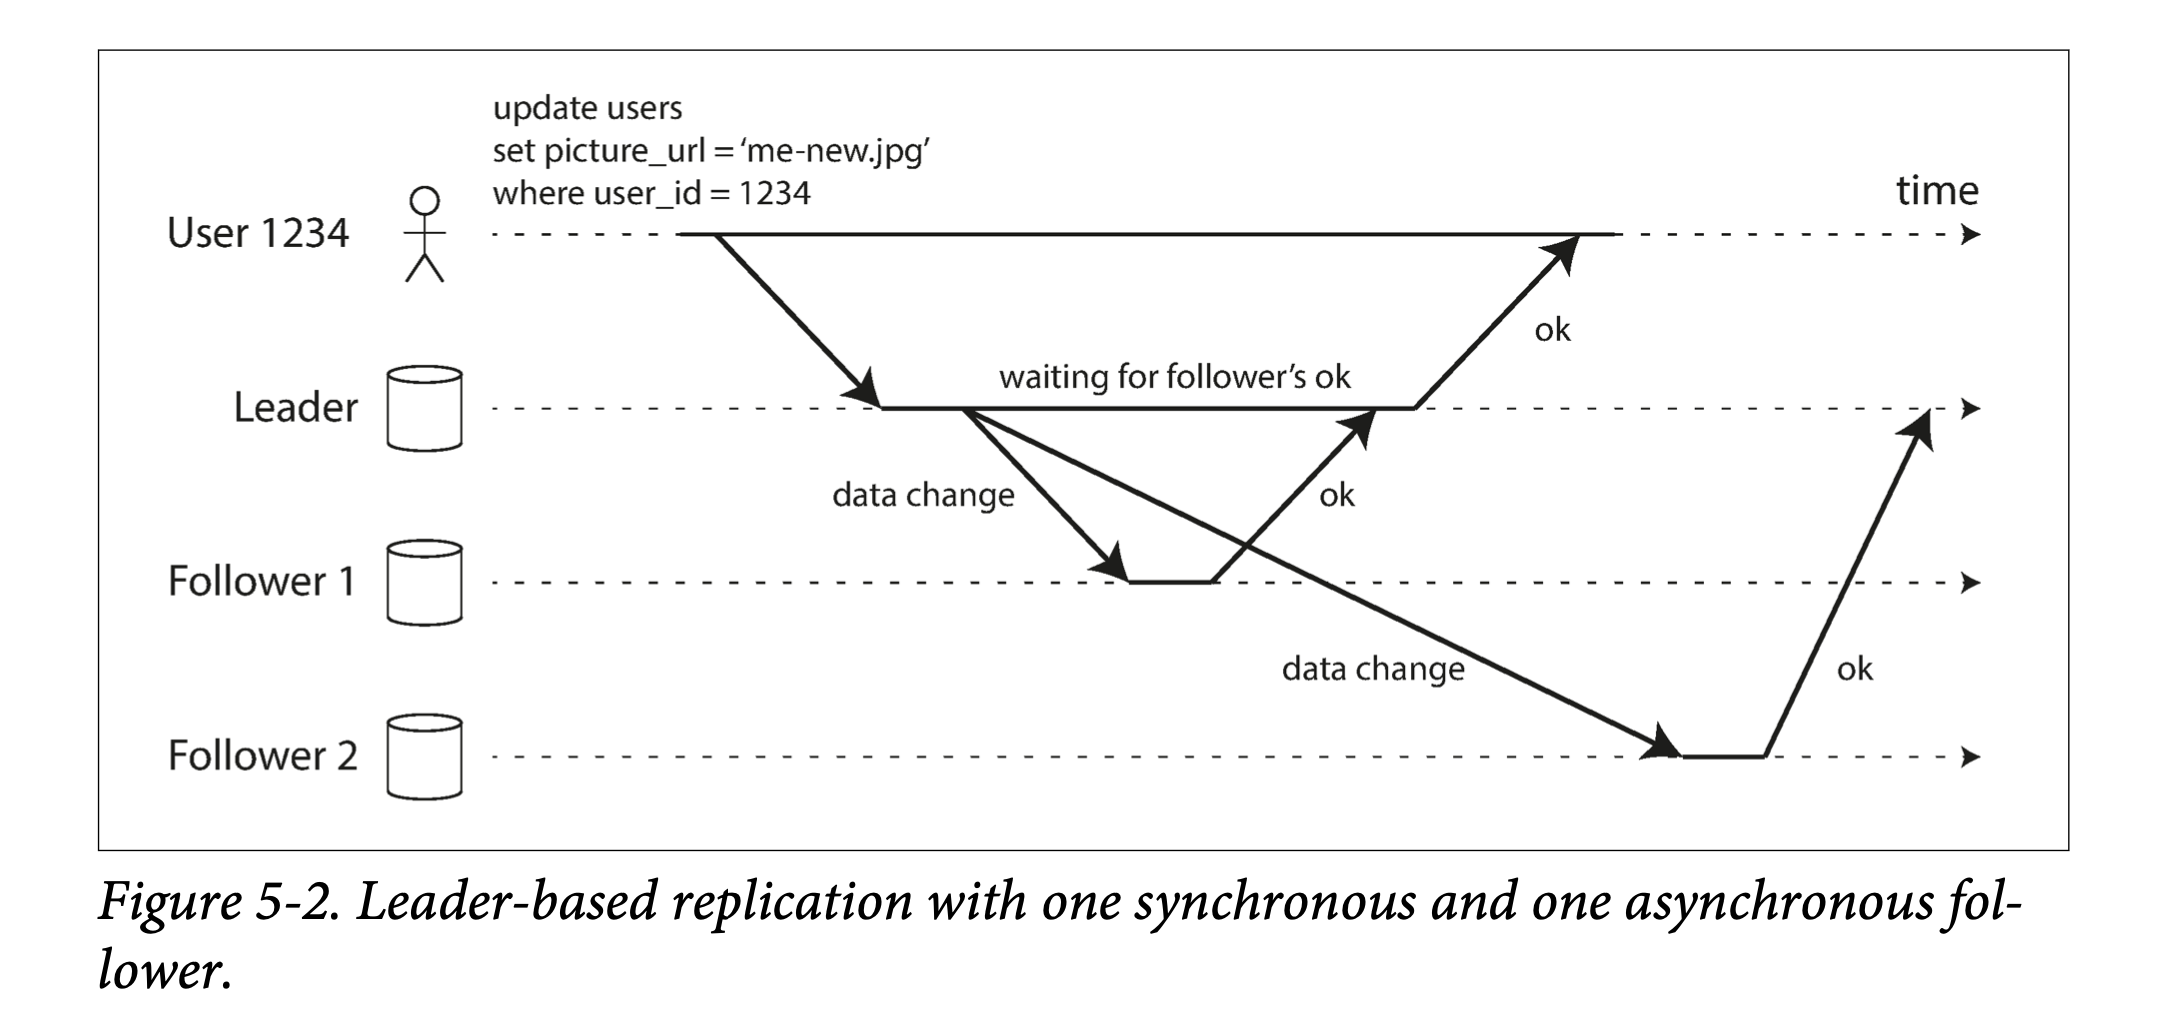 update users
set picture_url = ‘me-new.jpg’
where user_id = 1234
time
User 1234
ok
waiting for follower’s ok
Leader
data change
ok
Follower 1
data change
ok
Follower 2
Figure 5-2. Leader-based replication with one synchronous and one asynchronous fol-
lower.